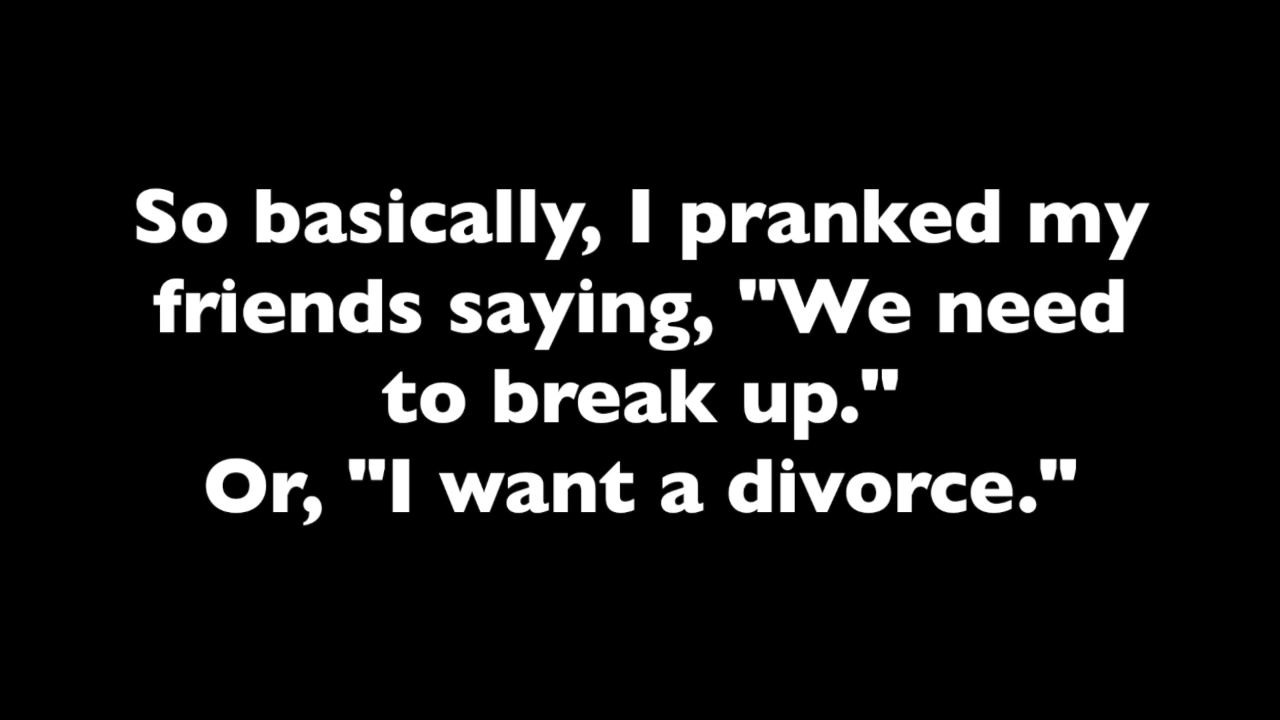 So basically, I pranked my
friends saying, "We need
to break up."
Or, "I want a divorce."